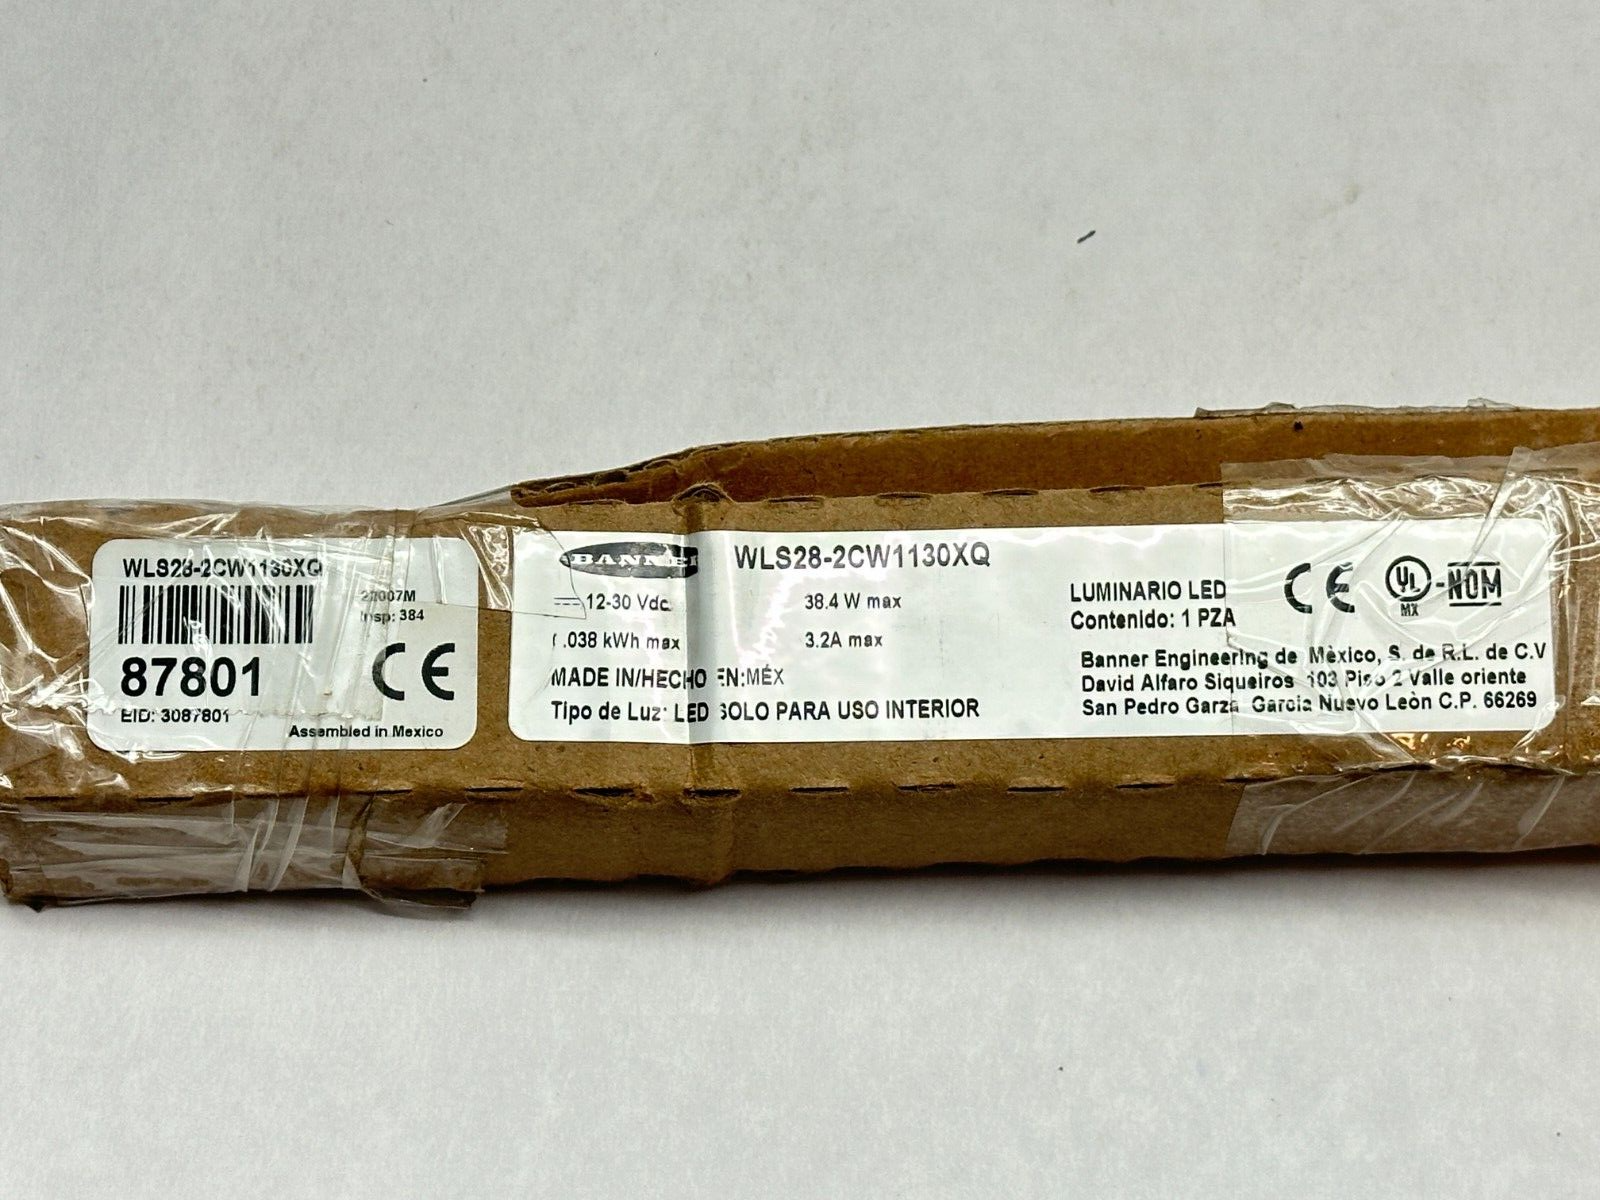 WLS28-2CW1130XQ
Insp: 384
87801
CE
EID: 3087801
Assembled in Mexico
BANNER
WLS28-2CW1130XQ
12-30 Vdc
38.4 W max
.038 kWh max
3.2A max
MADE IN/HECHO EN:MÉX
Tipo de Luz: LED SOLO PARA USO INTERIOR
LUMINARIO LED
Contenido: 1 PZA
CE UL MX - NOM
Banner Engineering de Mèxico, S. de R.L. de C.V
David Alfaro Siqueiros 103 Piso 2 Valle oriente
San Pedro Garza Garcia Nuevo Leòn C.P. 66269